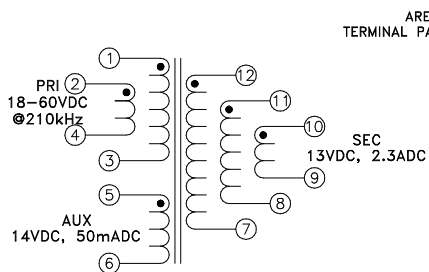 ARE
TERMINAL PA
1
12
2
PRI
11
18-60VDC
@210kHz
10
4
SEC
13VDC, 2.3ADC
3
9
5
8
AUX
14VDC, 50mADC
7
6